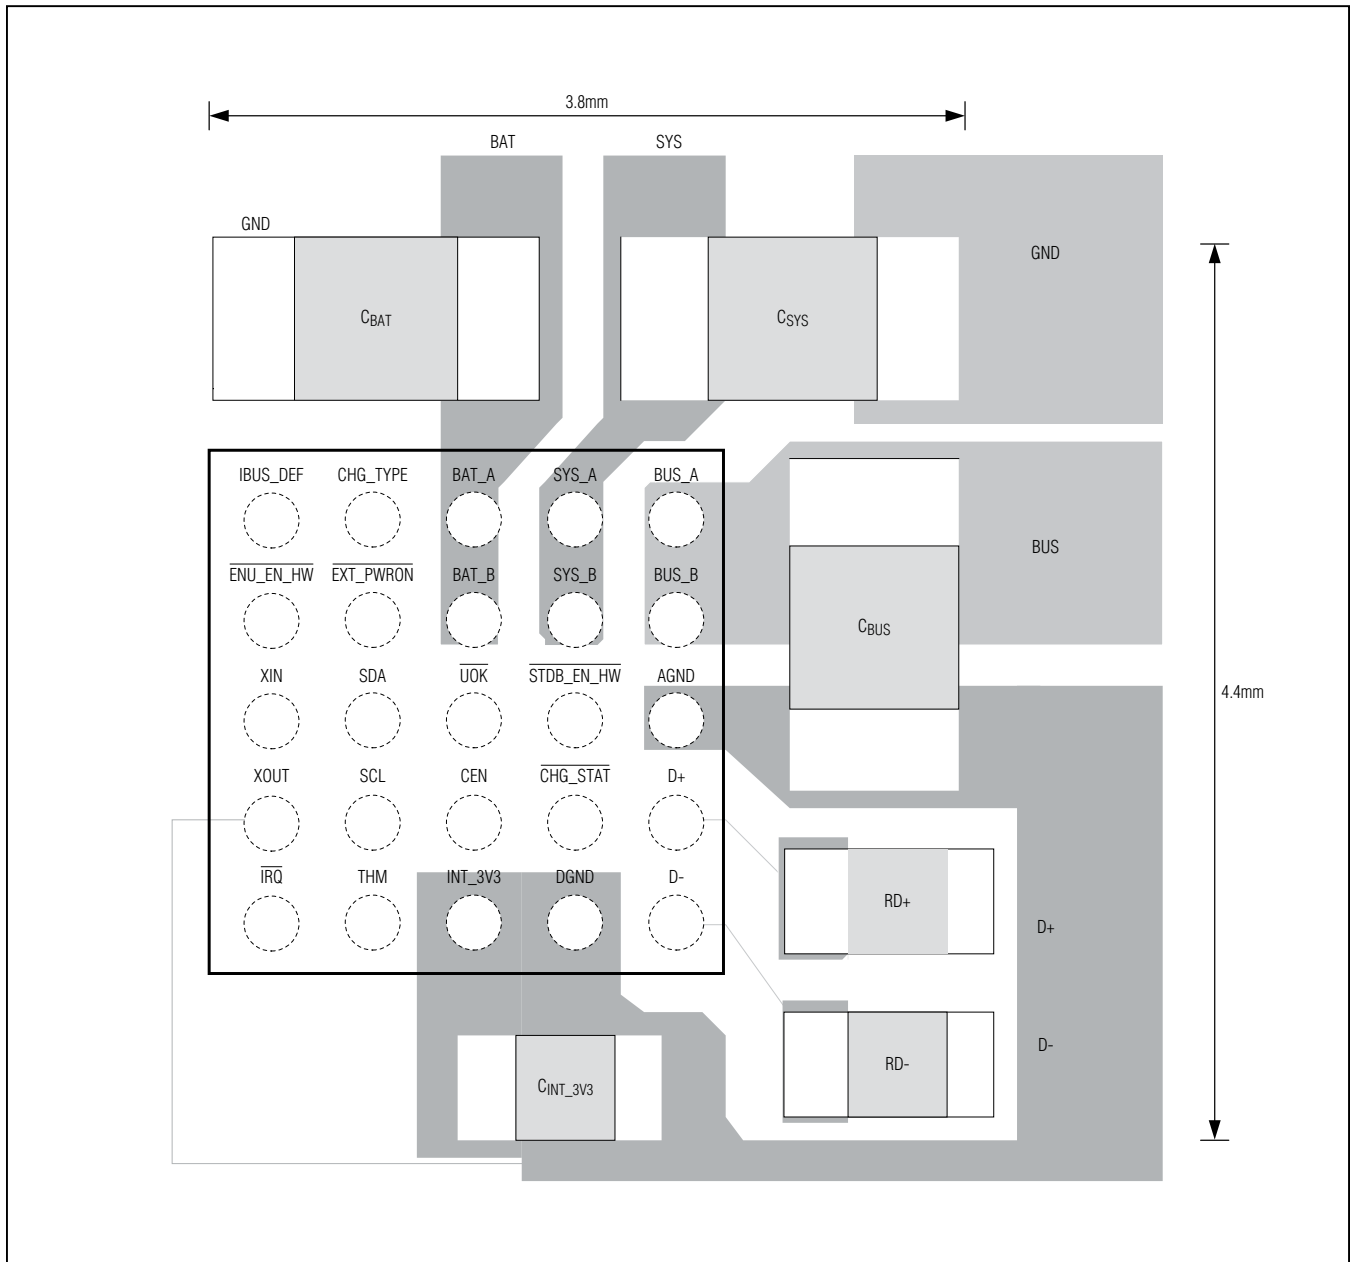 3.8mm
BAT SYS
GND
GND
CBAT
CSYS
IBUS_DEF CHG_TYPE BAT_A SYS_A BUS_A
BUS
ENU_EN_HW EXT_PWRON BAT_B SYS_B BUS_B
CBUS
XIN SDA UOK STDB_EN_HW AGND
4.4mm
XOUT SCL CEN CHG_STAT D+
IRQ THM INT_3V3 DGND D-
RD+
D+
D-
RD-
CINT_3V3